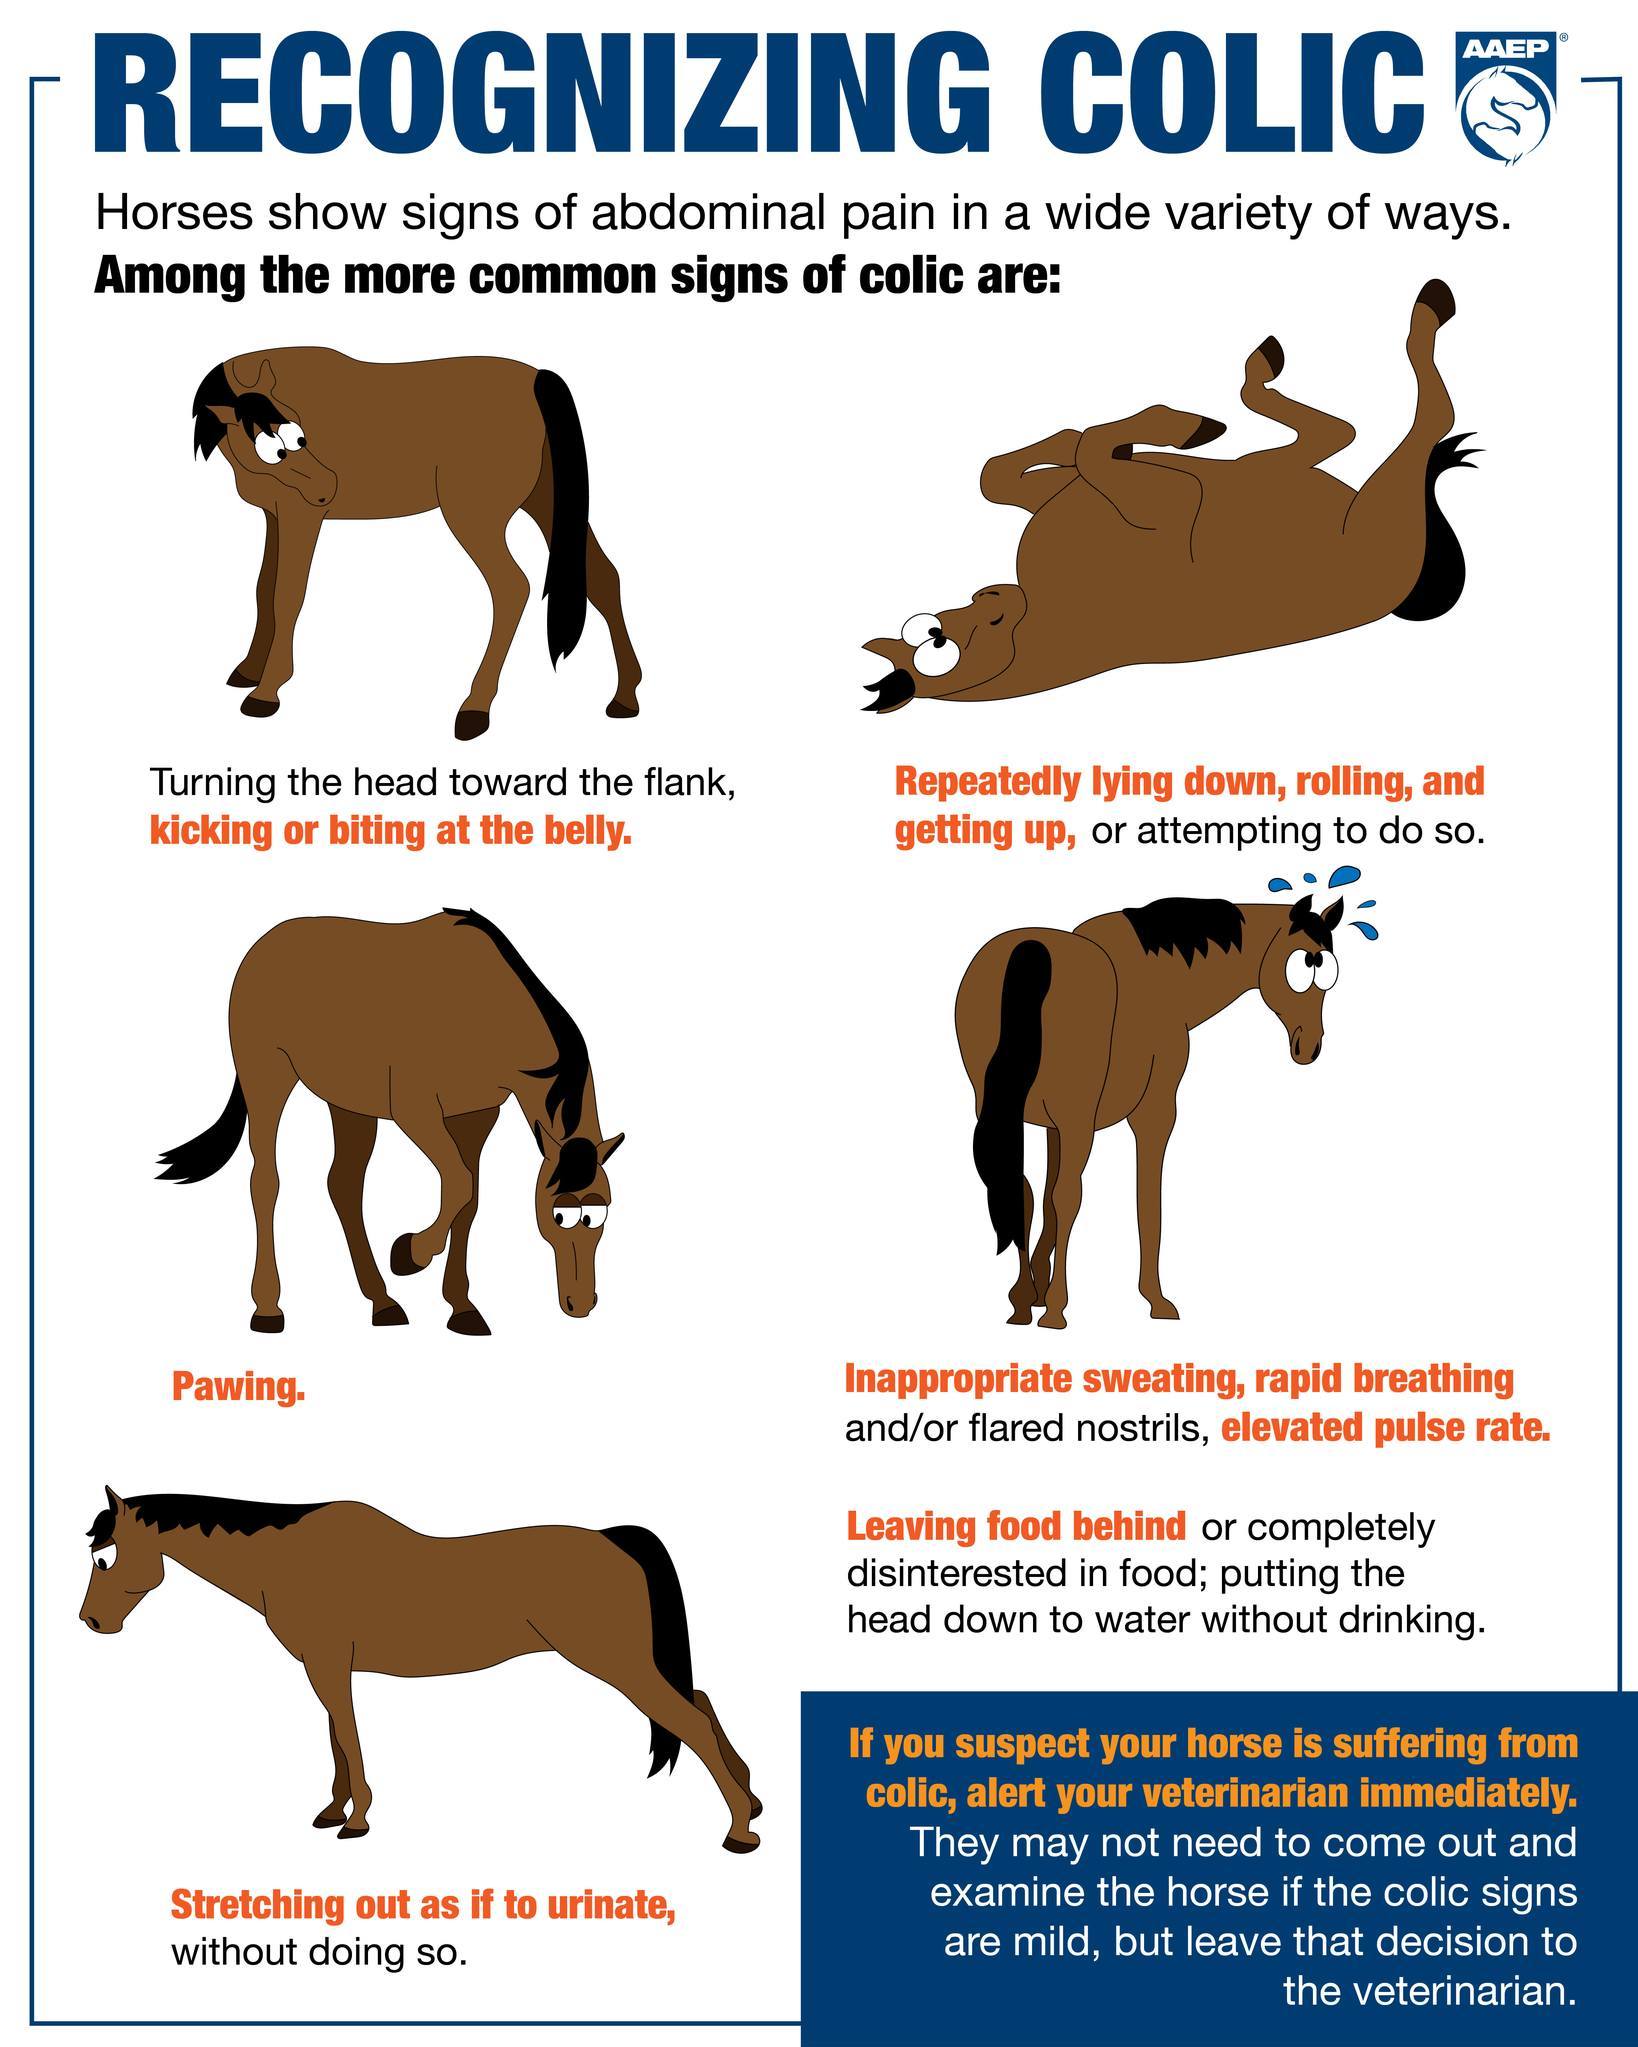 RECOGNIZING COLIC
AAEP®
Horses show signs of abdominal pain in a wide variety of ways.
Among the more common signs of colic are:
Turning the head toward the flank,
kicking or biting at the belly.
Repeatedly lying down, rolling, and
getting up, or attempting to do so.
Pawing.
Inappropriate sweating, rapid breathing
and/or flared nostrils, elevated pulse rate.
Stretching out as if to urinate,
without doing so.
Leaving food behind or completely
disinterested in food; putting the
head down to water without drinking.
If you suspect your horse is suffering from
colic, alert your veterinarian immediately.
They may not need to come out and
examine the horse if the colic signs
are mild, but leave that decision to
the veterinarian.